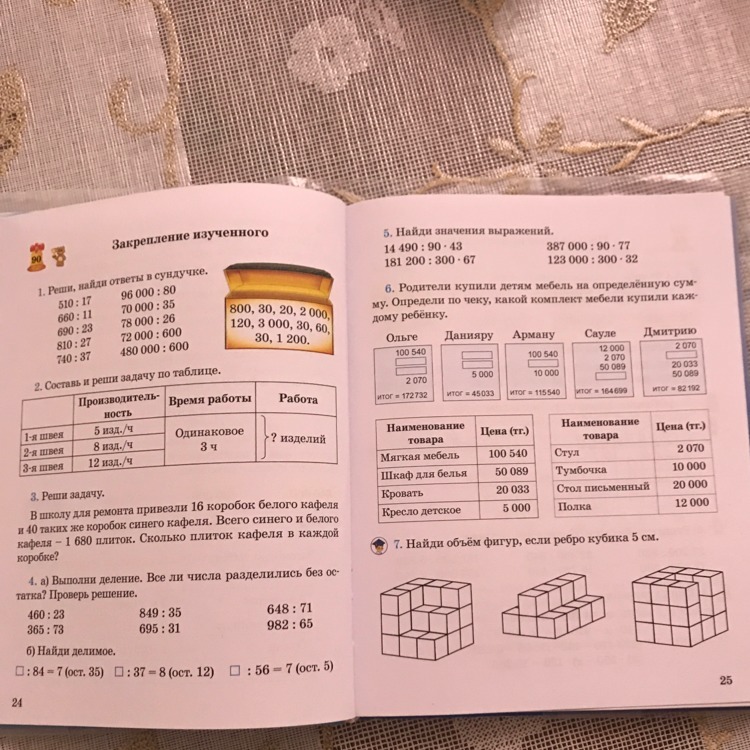 90
Закрепление изученного
1. Реши, найди ответы в сундучке.
510 : 17 96 000 : 80
660 : 11 70 000 : 35
690 : 23 78 000 : 26
810 : 27 72 000 : 600
740 : 37 480 000 : 600
800, 30, 20, 2 000,
120, 3 000, 30, 60,
30, 1 200.
2. Составь и реши задачу по таблице.
Производитель-
ность
Время работы
Работа
1-я швея 5 изд./ч
2-я швея 8 изд./ч
3-я швея 12 изд./ч
Одинаковое
3 ч
? изделий
3. Реши задачу.
В школу для ремонта привезли 16 коробок белого кафеля
и 40 таких же коробок синего кафеля. Всего синего и белого
кафеля – 1 680 плиток. Сколько плиток кафеля в каждой
коробке?
4. а) Выполни деление. Все ли числа разделились без ос-
татка? Проверь решение.
460 : 23 849 : 35 648 : 71
365 : 73 695 : 31 982 : 65
б) Найди делимое.
□ : 84 = 7 (ост. 35) □ : 37 = 8 (ост. 12) □ : 56 = 7 (ост. 5)
24
5. Найди значения выражений.
14 490 : 90 · 43 387 000 : 90 · 77
181 200 : 300 · 67 123 000 : 300 · 32
6. Родители купили детям мебель на определённую сум-
му. Определи по чеку, какой комплект мебели купили каж-
дому ребёнку.
Ольге
100 540
2 070
ИТОГ = 172732
Данияру
5 000
ИТОГ = 45033
Арману
100 540
10 000
ИТОГ = 115540
Сауле
12 000
2 070
50 089
ИТОГ = 164699
Дмитрию
2 070
20 033
50 089
ИТОГ = 82192
Наименование
товара
Цена (тг.)
Мягкая мебель 100 540
Шкаф для белья 50 089
Кровать 20 033
Кресло детское 5 000
Наименование
товара
Цена (тг.)
Стул 2 070
Тумбочка 10 000
Стол письменный 20 000
Полка 12 000
7. Найди объём фигур, если ребро кубика 5 см.
25